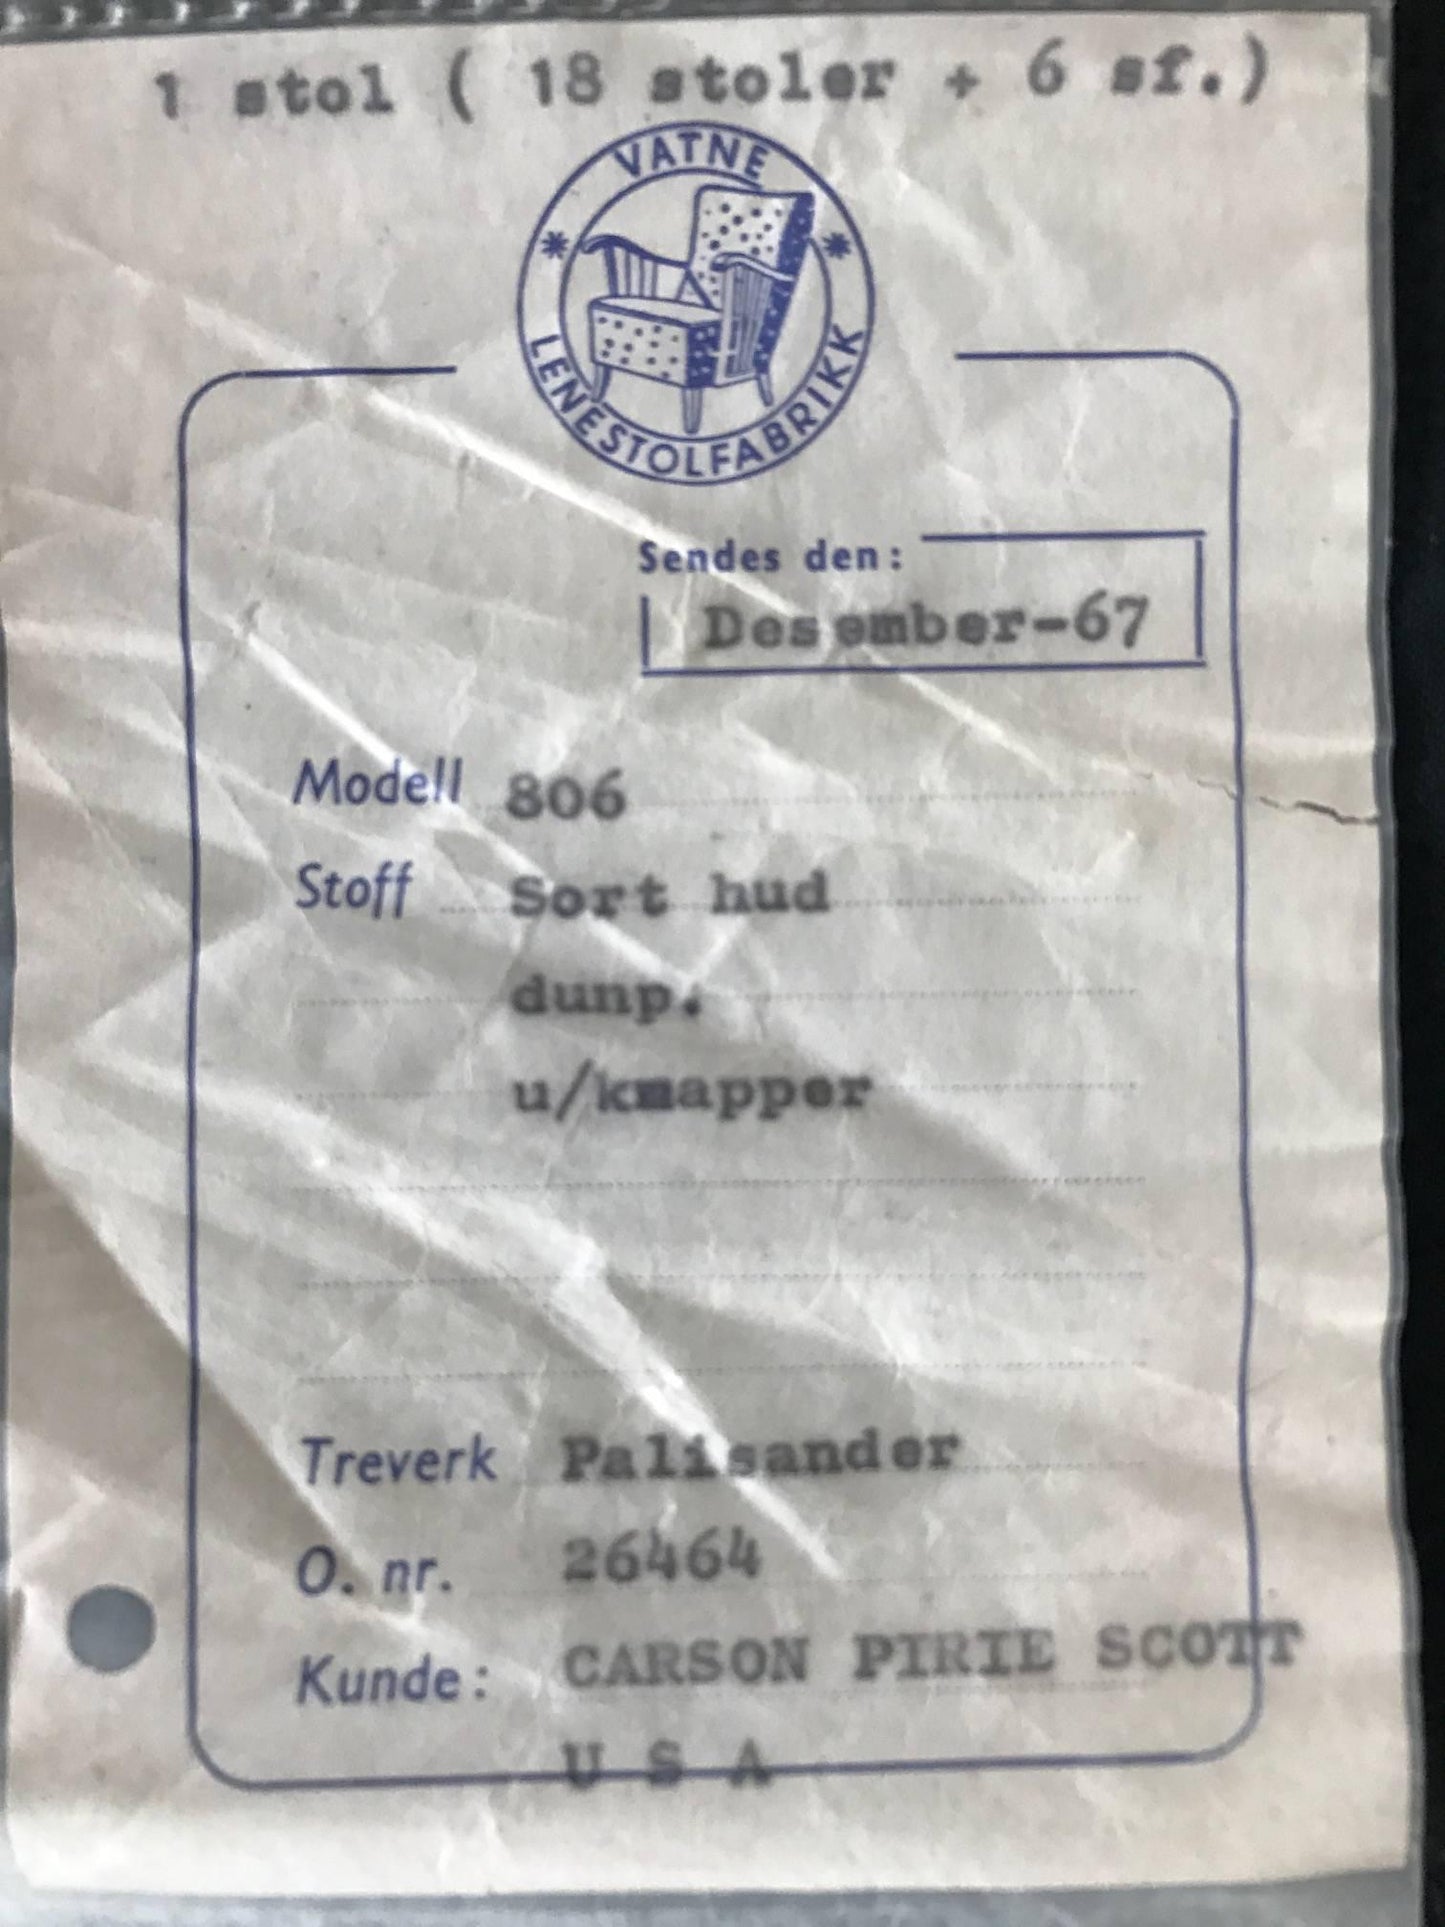 1 stol ( 18 stoler + 6 sf.)
VATNE
LENESTOLFABRIKK
Sendes den:
Desember-67
Modell 806
Stoff Sort hud
dunp.
u/knapper
Treverk Palisander
O. nr. 26464
Kunde: CARSON PIRIE SCOTT
U S A